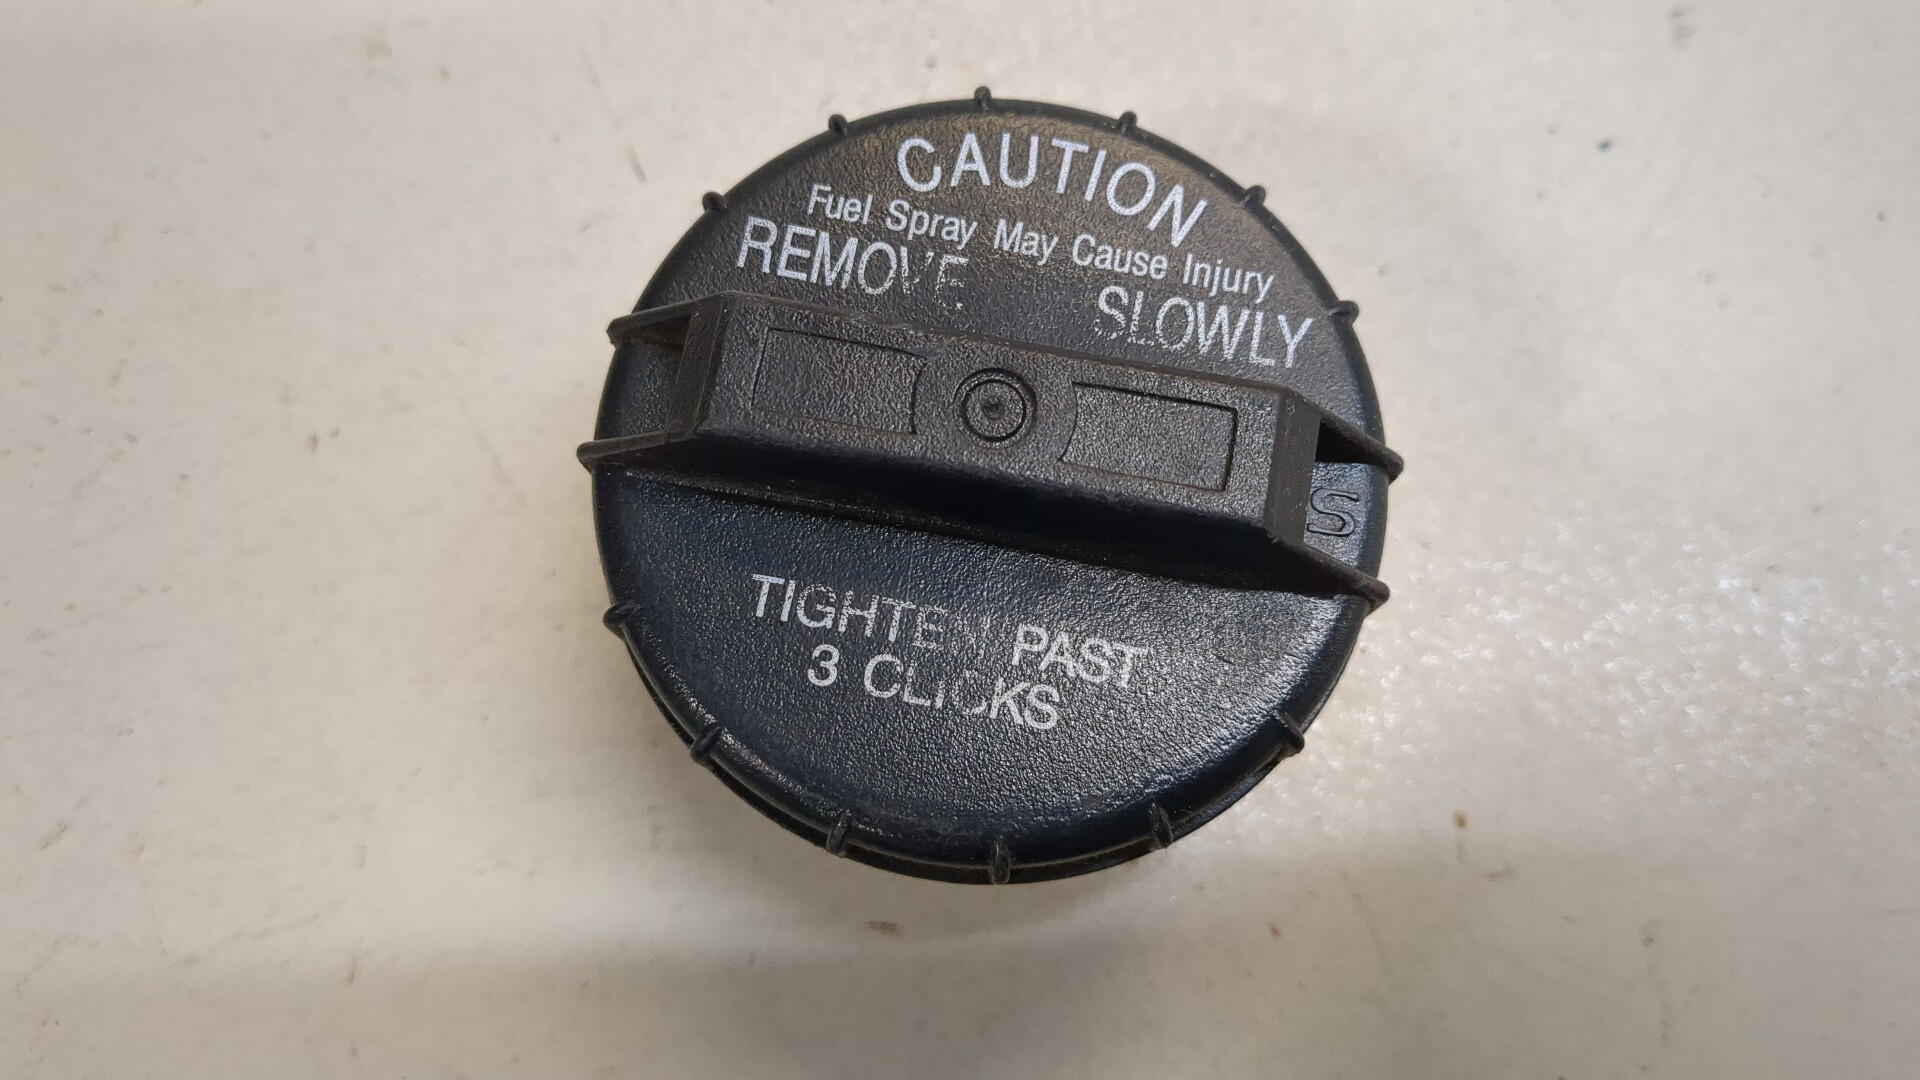 CAUTION
Fuel Spray May Cause Injury
REMOVE SLOWLY
S
TIGHTEN PAST
3 CLICKS